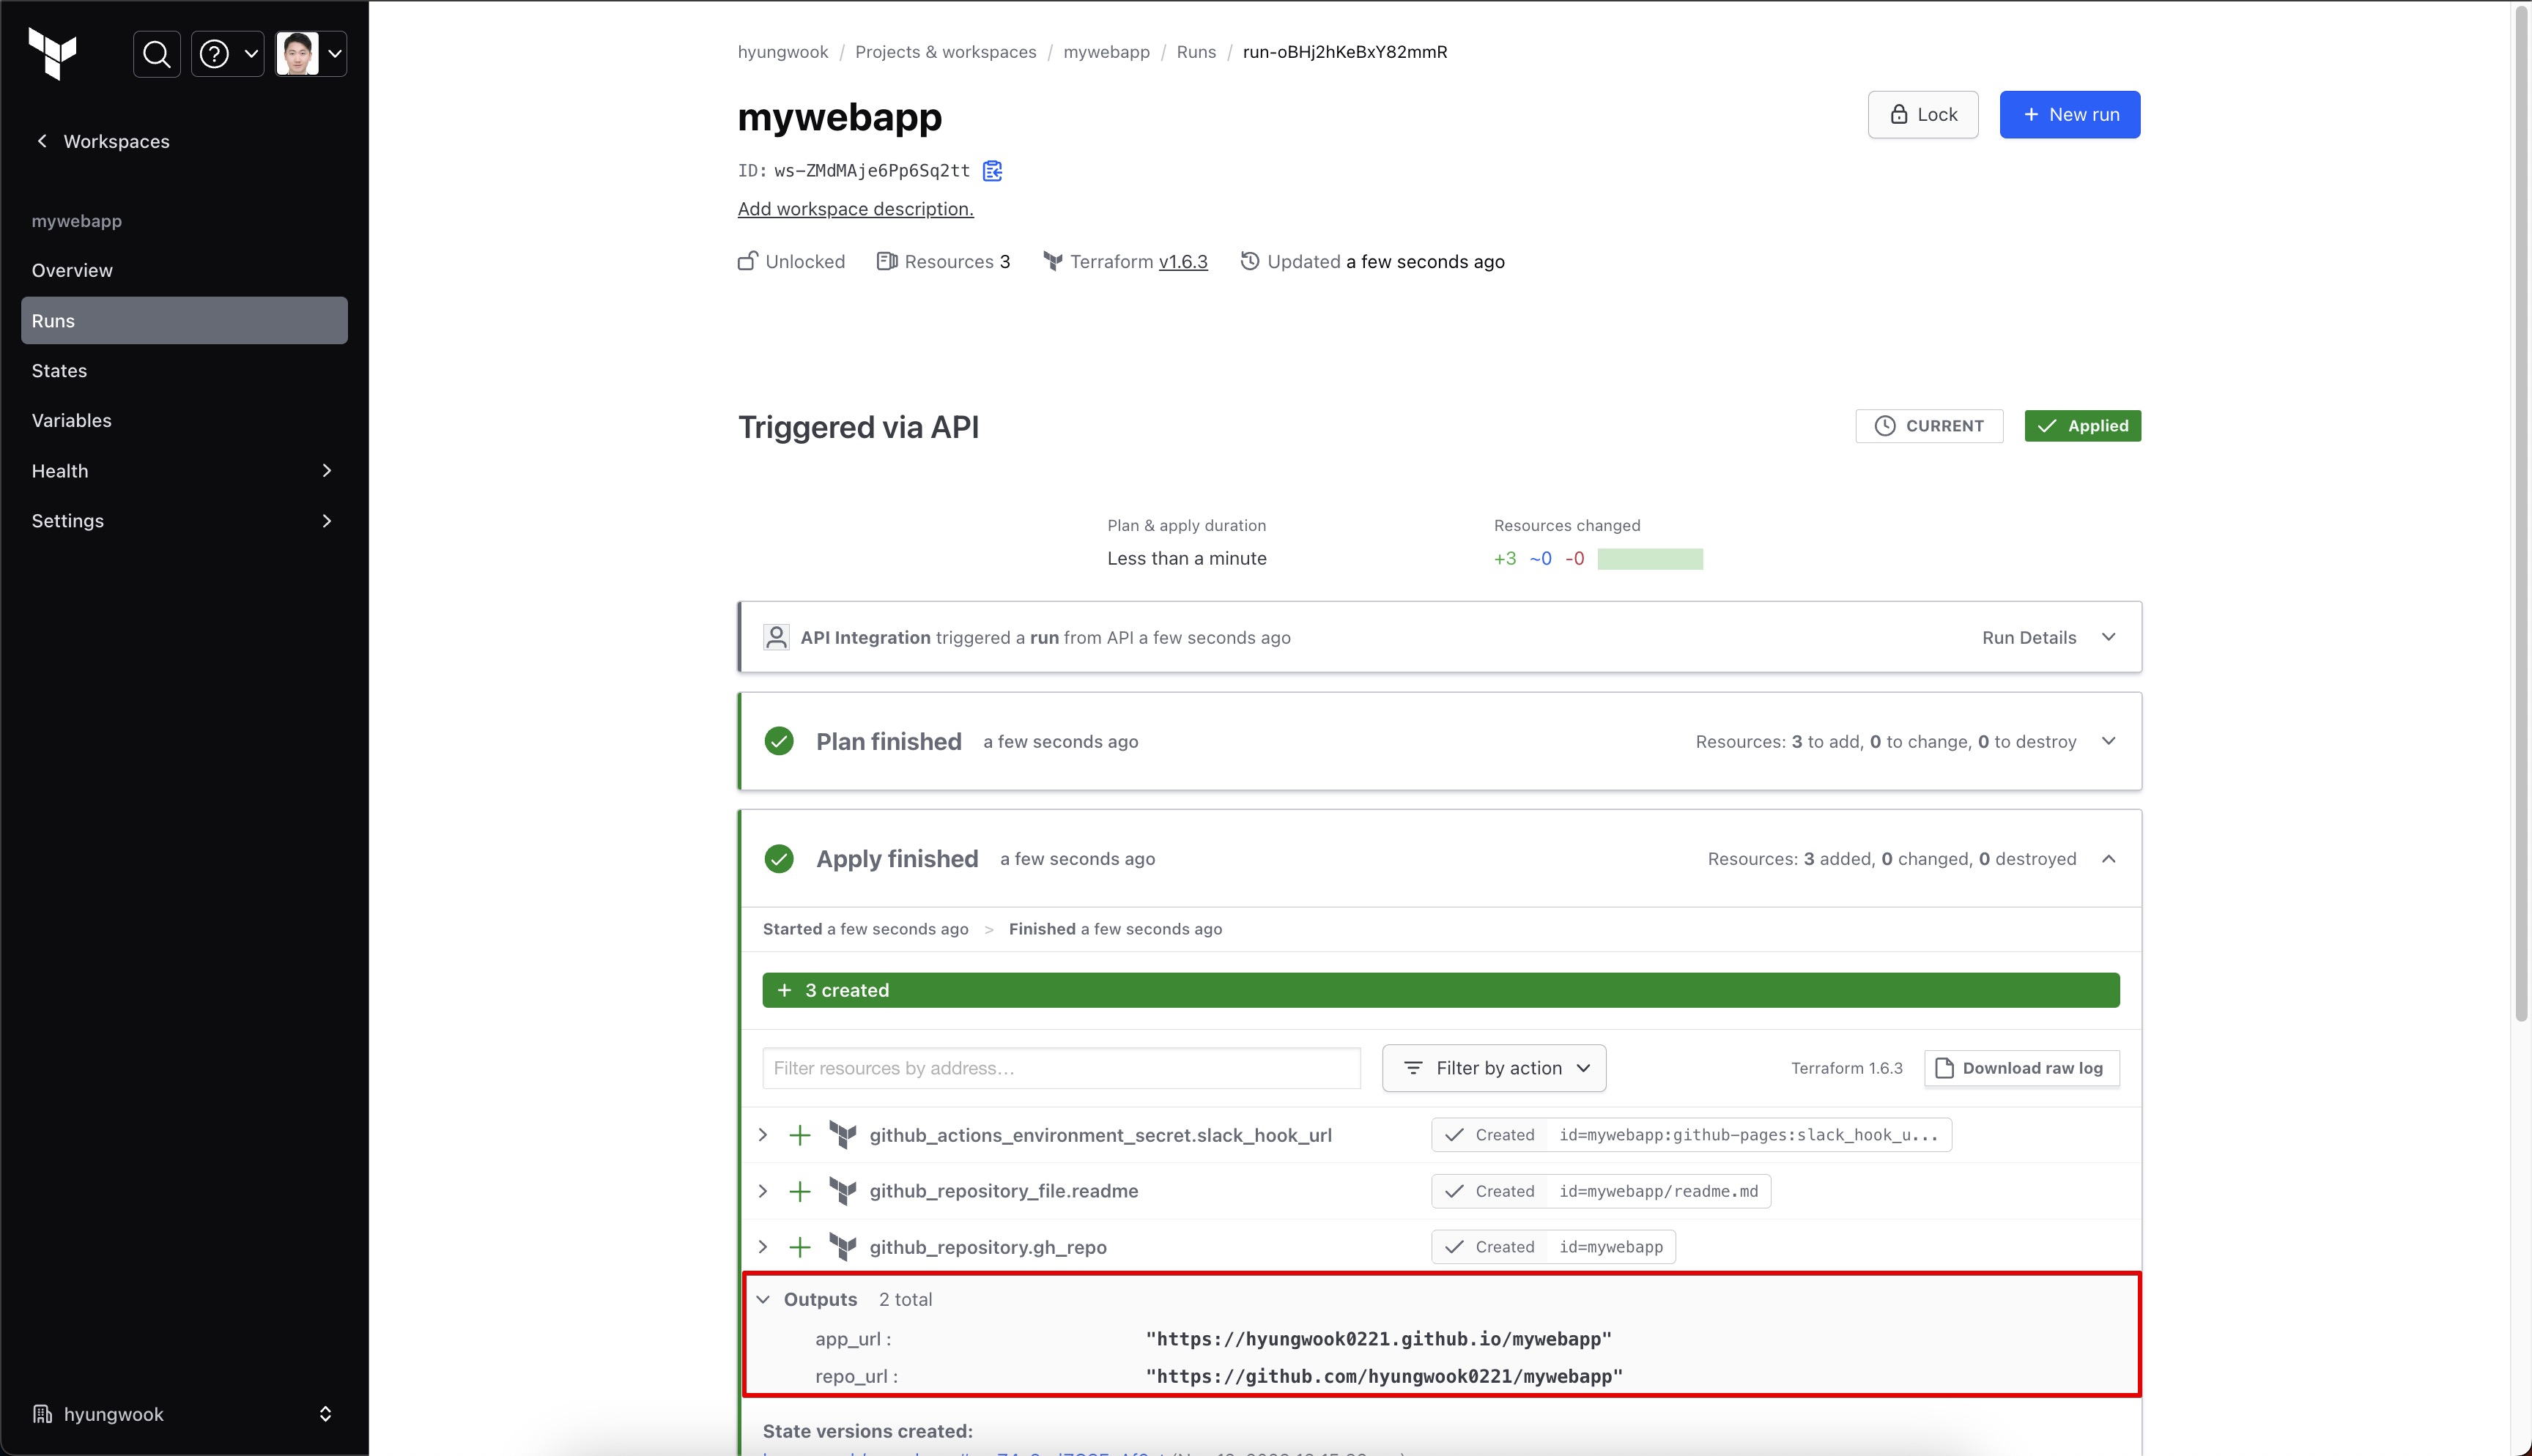 hyungwook / Projects & workspaces / mywebapp / Runs / run-oBHj2hKeBxY82mmR
Workspaces
mywebapp
Overview
Runs
States
Variables
Health
Settings
hyungwook
mywebapp
Lock
+ New run
ID: ws-ZMdMAje6Pp6Sq2tt
Add workspace description.
Unlocked Resources 3 Terraform v1.6.3 Updated a few seconds ago
Triggered via API
CURRENT
Applied
Plan & apply duration
Less than a minute
Resources changed
+3 ~0 -0
API Integration triggered a run from API a few seconds ago
Run Details
Plan finished a few seconds ago
Resources: 3 to add, 0 to change, 0 to destroy
Apply finished a few seconds ago
Resources: 3 added, 0 changed, 0 destroyed
Started a few seconds ago > Finished a few seconds ago
+ 3 created
Filter resources by address...
Filter by action
Terraform 1.6.3
Download raw log
github_actions_environment_secret.slack_hook_url Created id=mywebapp:github-pages:slack_hook_u...
github_repository_file.readme Created id=mywebapp/readme.md
github_repository.gh_repo Created id=mywebapp
Outputs 2 total
app_url : "https://hyungwook0221.github.io/mywebapp"
repo_url : "https://github.com/hyungwook0221/mywebapp"
State versions created: